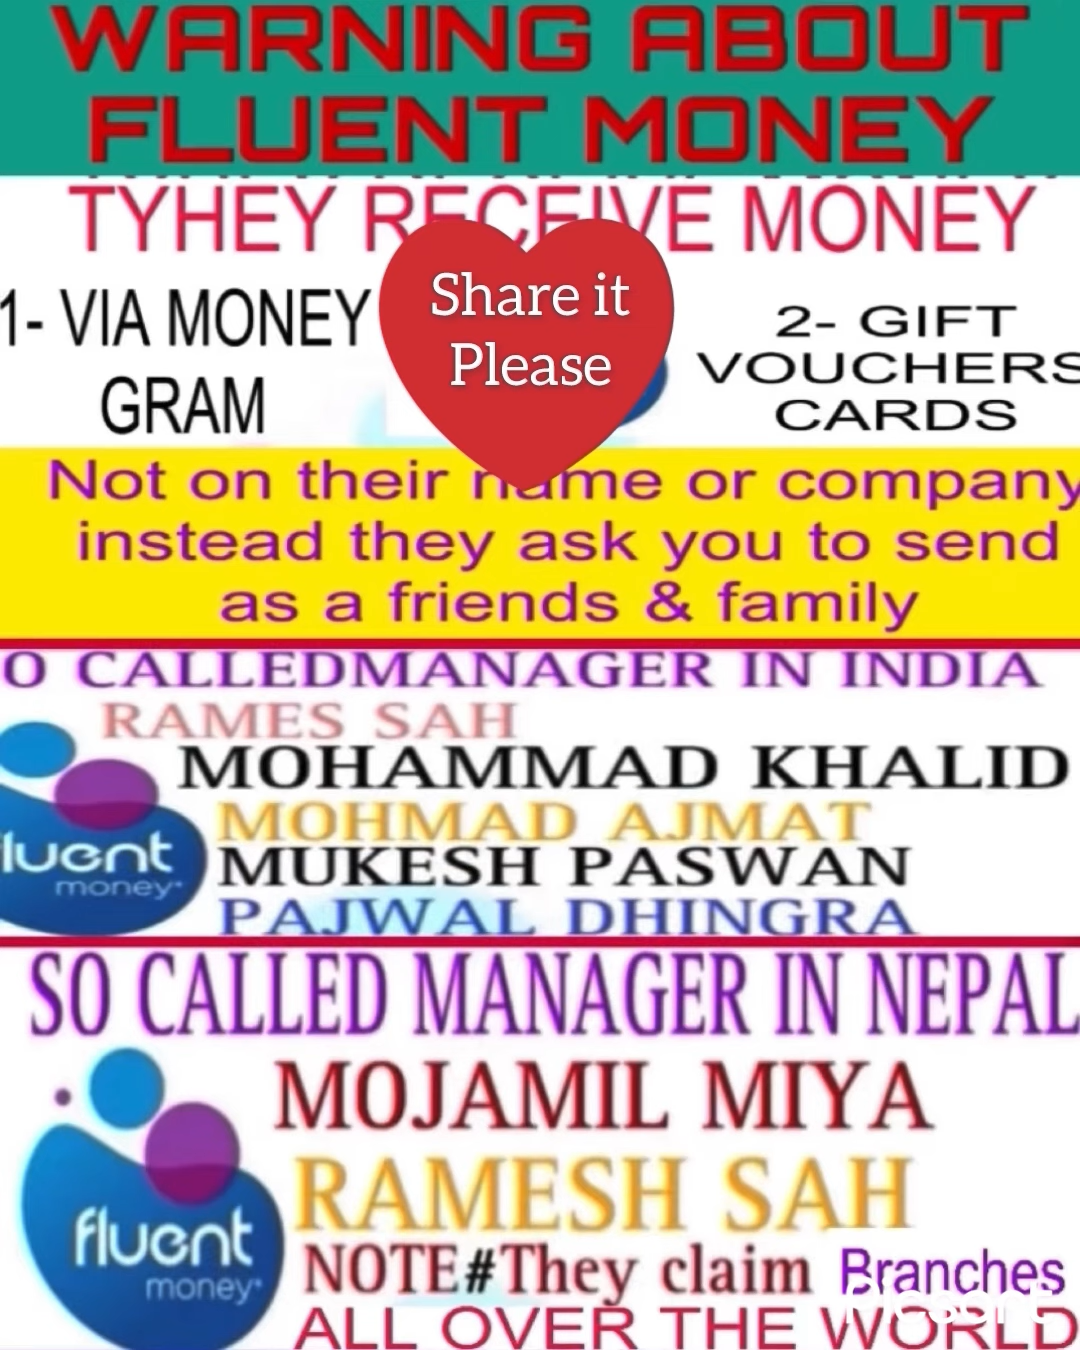 WARNING ABOUT
FLUENT MONEY
TYHEY RECEIVE MONEY
1- VIA MONEY
GRAM
Share it
Please
2- GIFT
VOUCHERS
CARDS
Not on their name or company
instead they ask you to send
as a friends & family
O CALLEDMANAGER IN INDIA
RAMES SAH
MOHAMMAD KHALID
MOHMAD AJMAT
MUKESH PASWAN
PAJWAL DHINGRA
fluent
money
SO CALLED MANAGER IN NEPAL
MOJAMIL MIYA
RAMESH SAH
fluent
money
NOTE#They claim Branches
ALL OVER THE WORLD